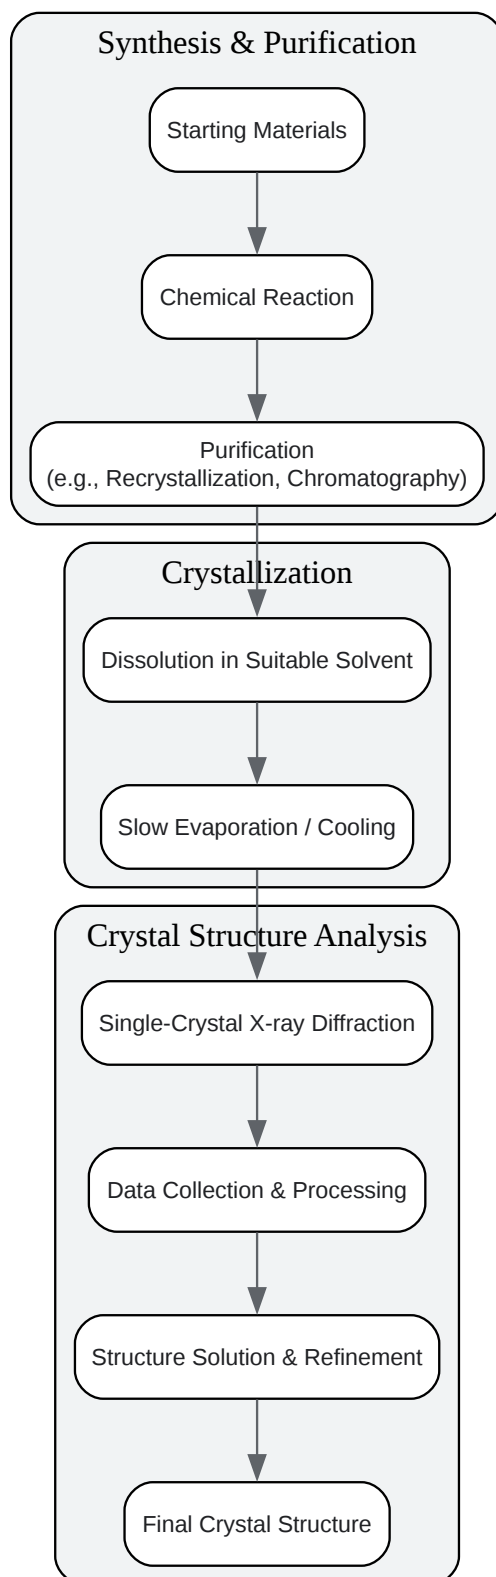 Synthesis & Purification
Starting Materials
Chemical Reaction
Purification
(e.g., Recrystallization, Chromatography)
Crystallization
Dissolution in Suitable Solvent
Slow Evaporation / Cooling
Crystal Structure Analysis
Single-Crystal X-ray Diffraction
Data Collection & Processing
Structure Solution & Refinement
Final Crystal Structure